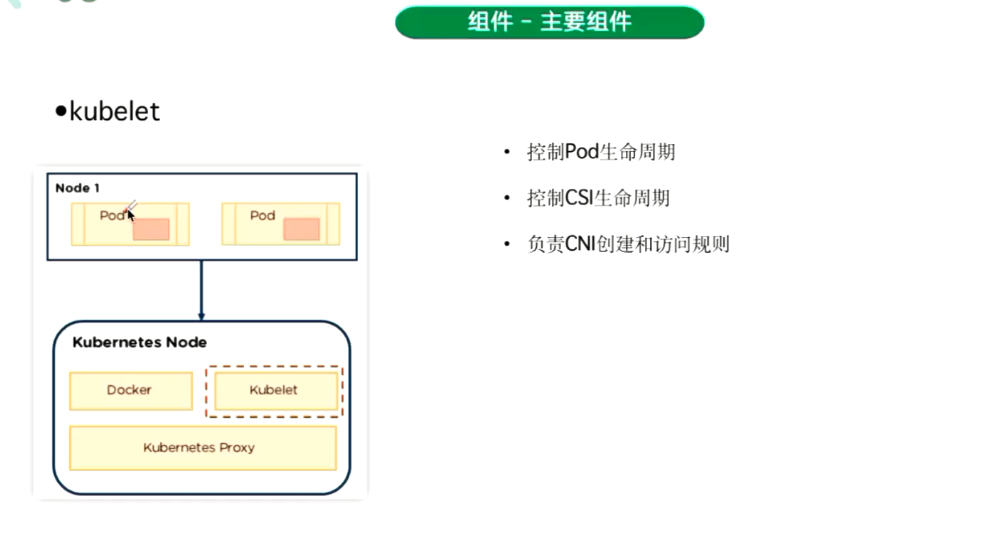 组件 - 主要组件
•kubelet
• 控制Pod生命周期
• 控制CSI生命周期
• 负责CNI创建和访问规则
Node 1
Pod
Pod
Kubernetes Node
Docker
Kubelet
Kubernetes Proxy